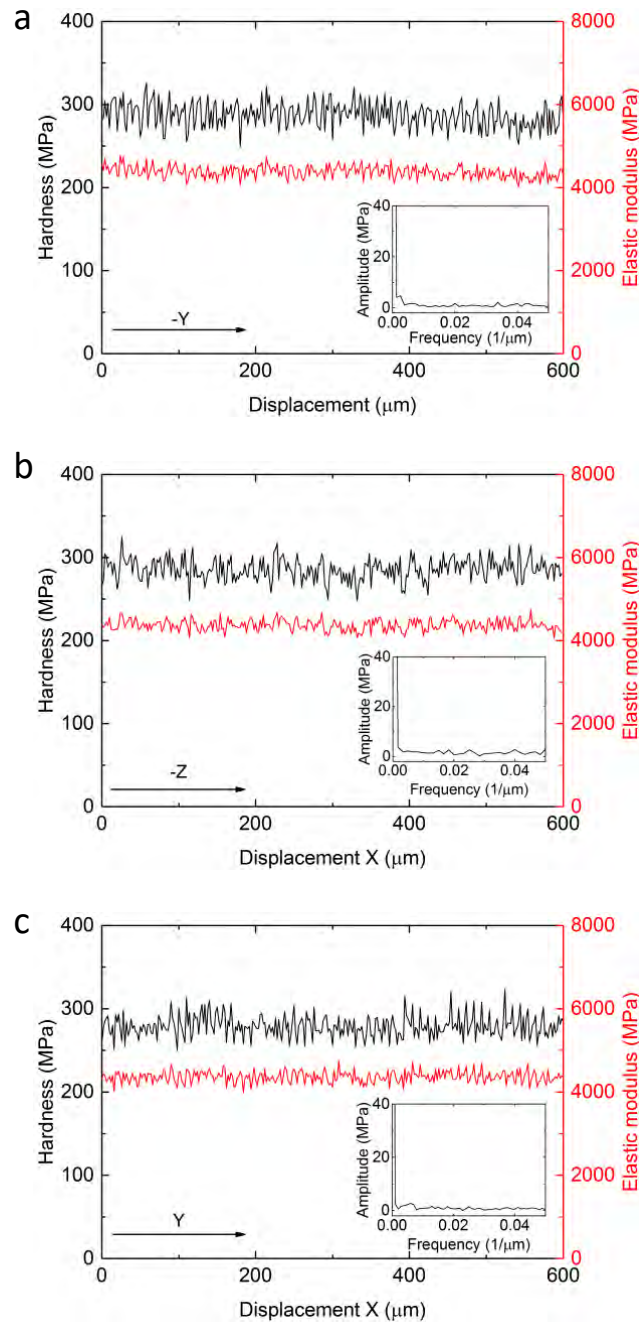 a
400
300
200
100
0
Hardness (MPa)
8000
6000
4000
2000
0
Elastic modulus (MPa)
-Y
Amplitude (MPa)
40
20
0
0.00 0.02 0.04
Frequency (1/μm)
0 200 400 600
Displacement (μm)
b
400
300
200
100
0
Hardness (MPa)
8000
6000
4000
2000
0
Elastic modulus (MPa)
-Z
Amplitude (MPa)
40
20
0
0.00 0.02 0.04
Frequency (1/μm)
0 200 400 600
Displacement X (μm)
c
400
300
200
100
0
Hardness (MPa)
8000
6000
4000
2000
0
Elastic modulus (MPa)
Y
Amplitude (MPa)
40
20
0
0.00 0.02 0.04
Frequency (1/μm)
0 200 400 600
Displacement X (μm)